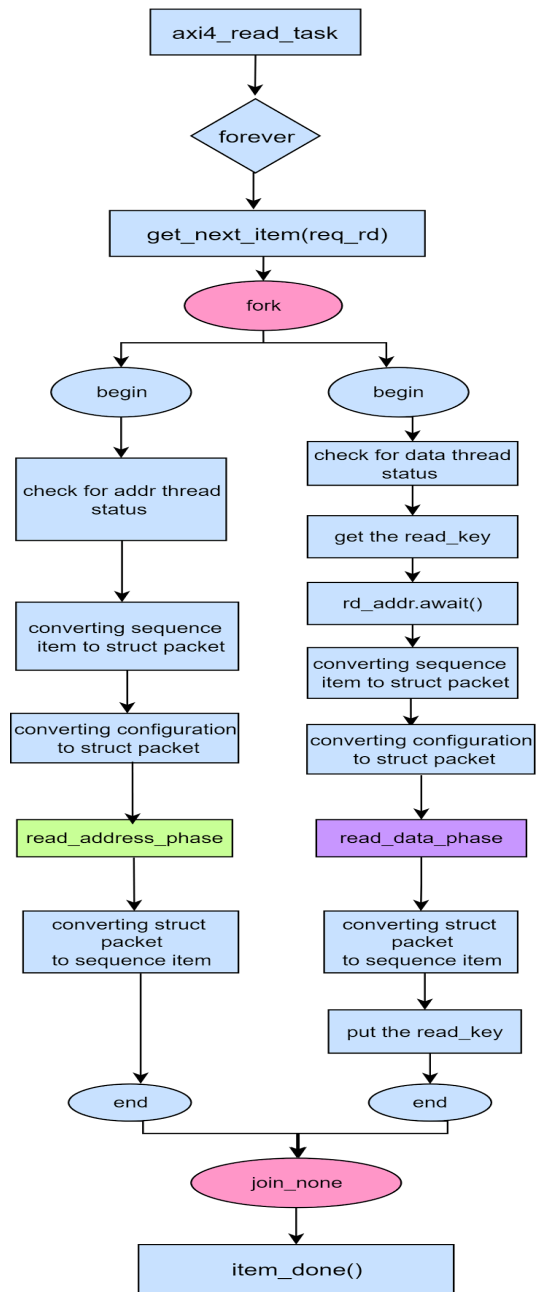 axi4_read_task
forever
get_next_item(req_rd)
fork
begin
check for addr thread
status
converting sequence
item to struct packet
converting configuration
to struct packet
read_address_phase
converting struct
packet
to sequence item
end
begin
check for data thread
status
get the read_key
rd_addr.await()
converting sequence
item to struct packet
converting configuration
to struct packet
read_data_phase
converting struct
packet
to sequence item
put the read_key
end
join_none
item_done()